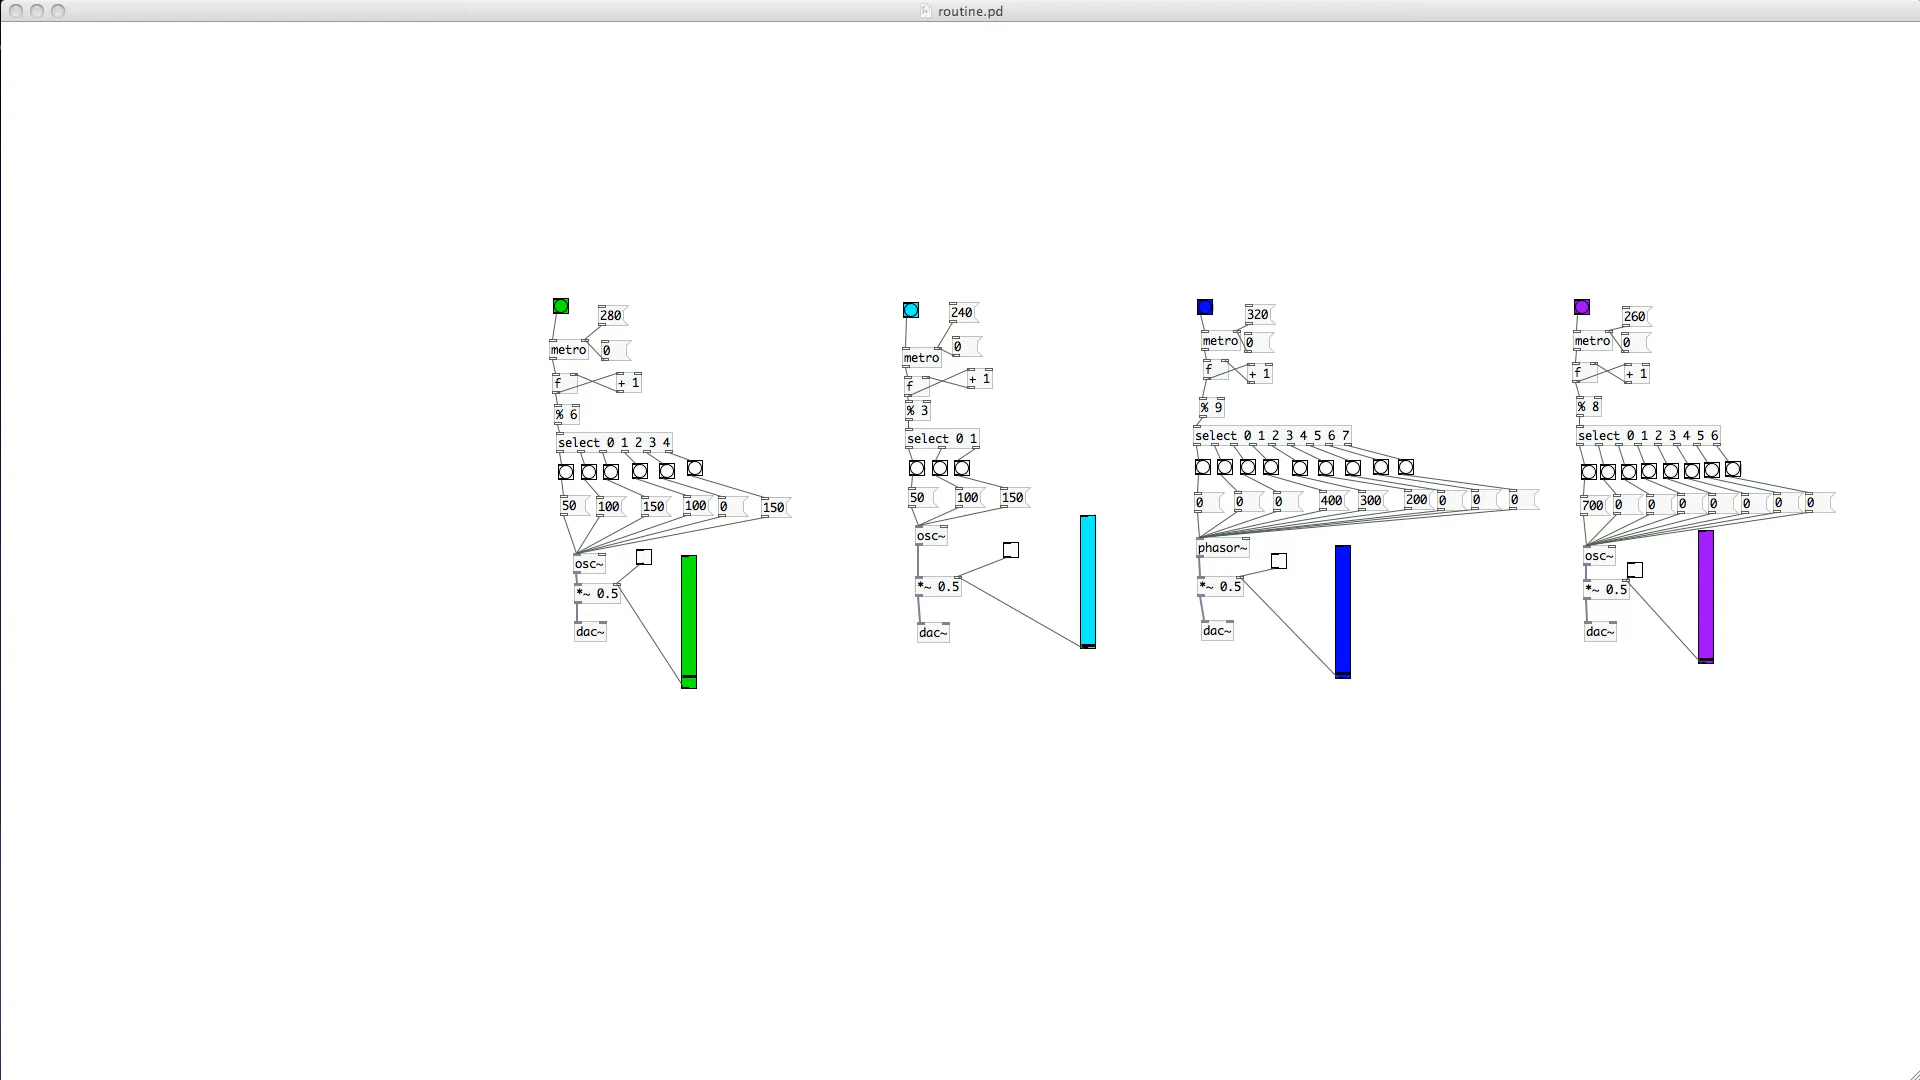 routine.pd
280
metro
0
f
+ 1
% 6
select 0 1 2 3 4
50
100
150
100
0
150
osc~
*~ 0.5
dac~
240
metro
0
f
+ 1
% 3
select 0 1
50
100
150
osc~
*~ 0.5
dac~
320
metro
0
f
+ 1
% 9
select 0 1 2 3 4 5 6 7
0
0
0
400
300
200
0
0
0
phasor~
*~ 0.5
dac~
260
metro
0
f
+ 1
% 8
select 0 1 2 3 4 5 6
700
0
0
0
0
0
0
0
osc~
*~ 0.5
dac~